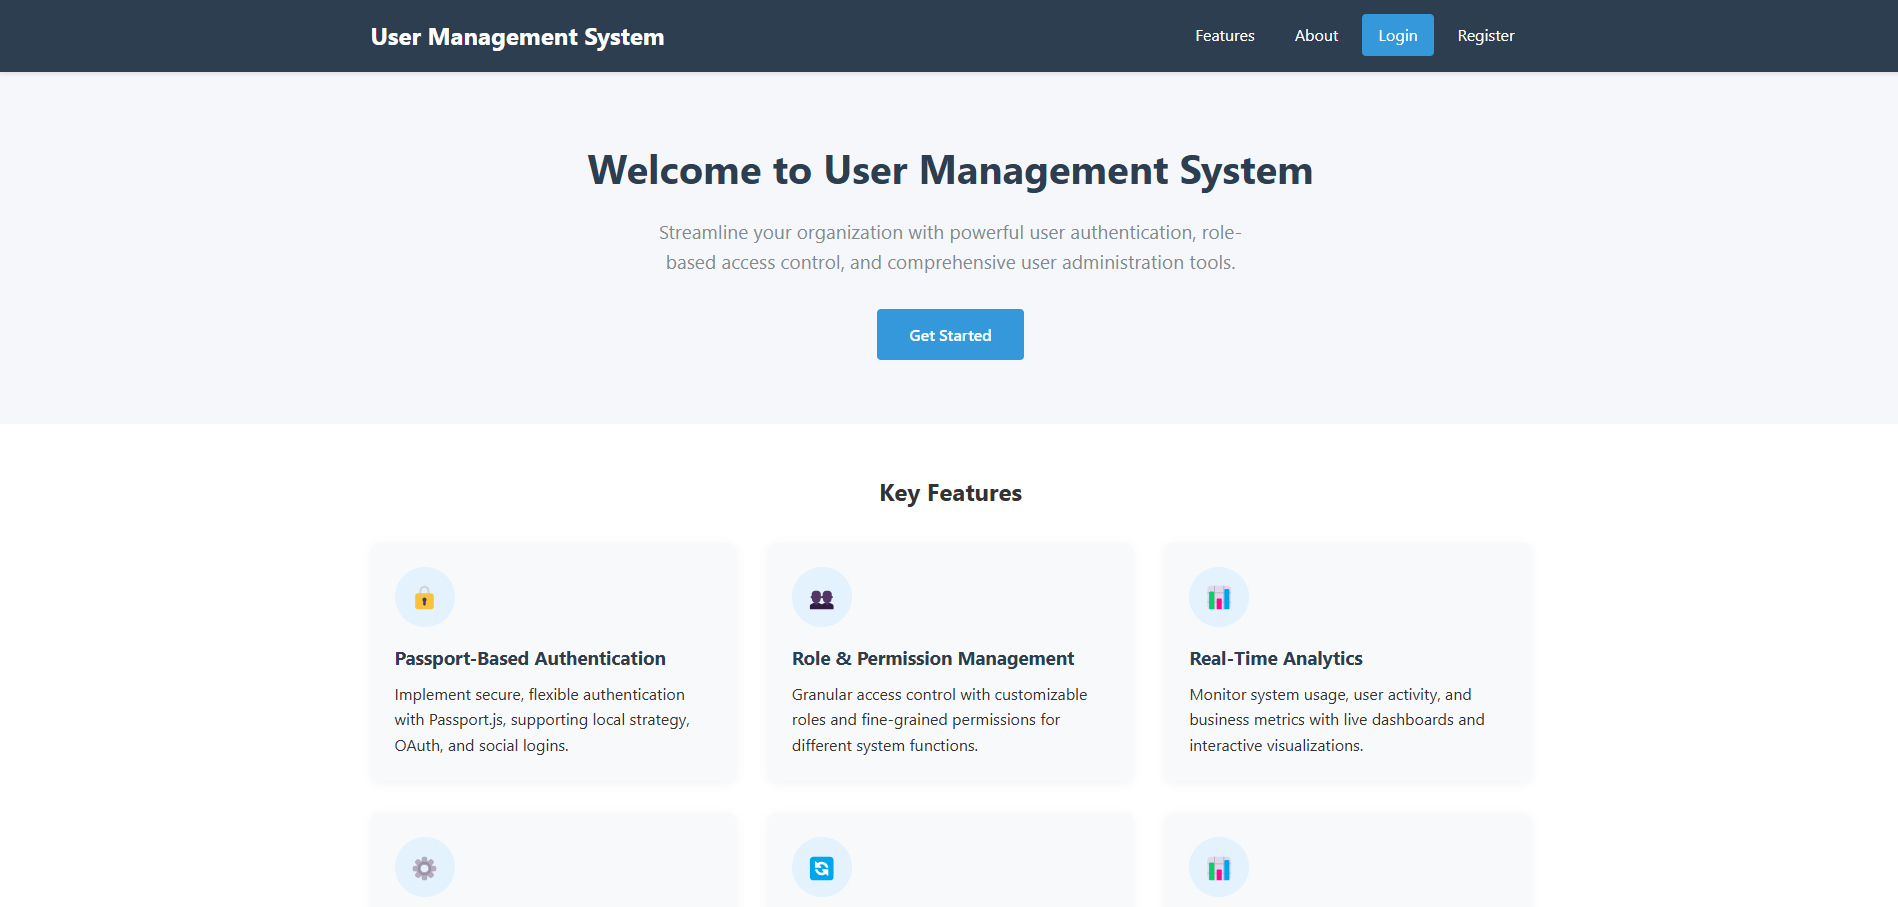 User Management System
Features
About
Login
Register
Welcome to User Management System
Streamline your organization with powerful user authentication, role-
based access control, and comprehensive user administration tools.
Get Started
Key Features
Passport-Based Authentication
Implement secure, flexible authentication
with Passport.js, supporting local strategy,
OAuth, and social logins.
Role & Permission Management
Granular access control with customizable
roles and fine-grained permissions for
different system functions.
Real-Time Analytics
Monitor system usage, user activity, and
business metrics with live dashboards and
interactive visualizations.